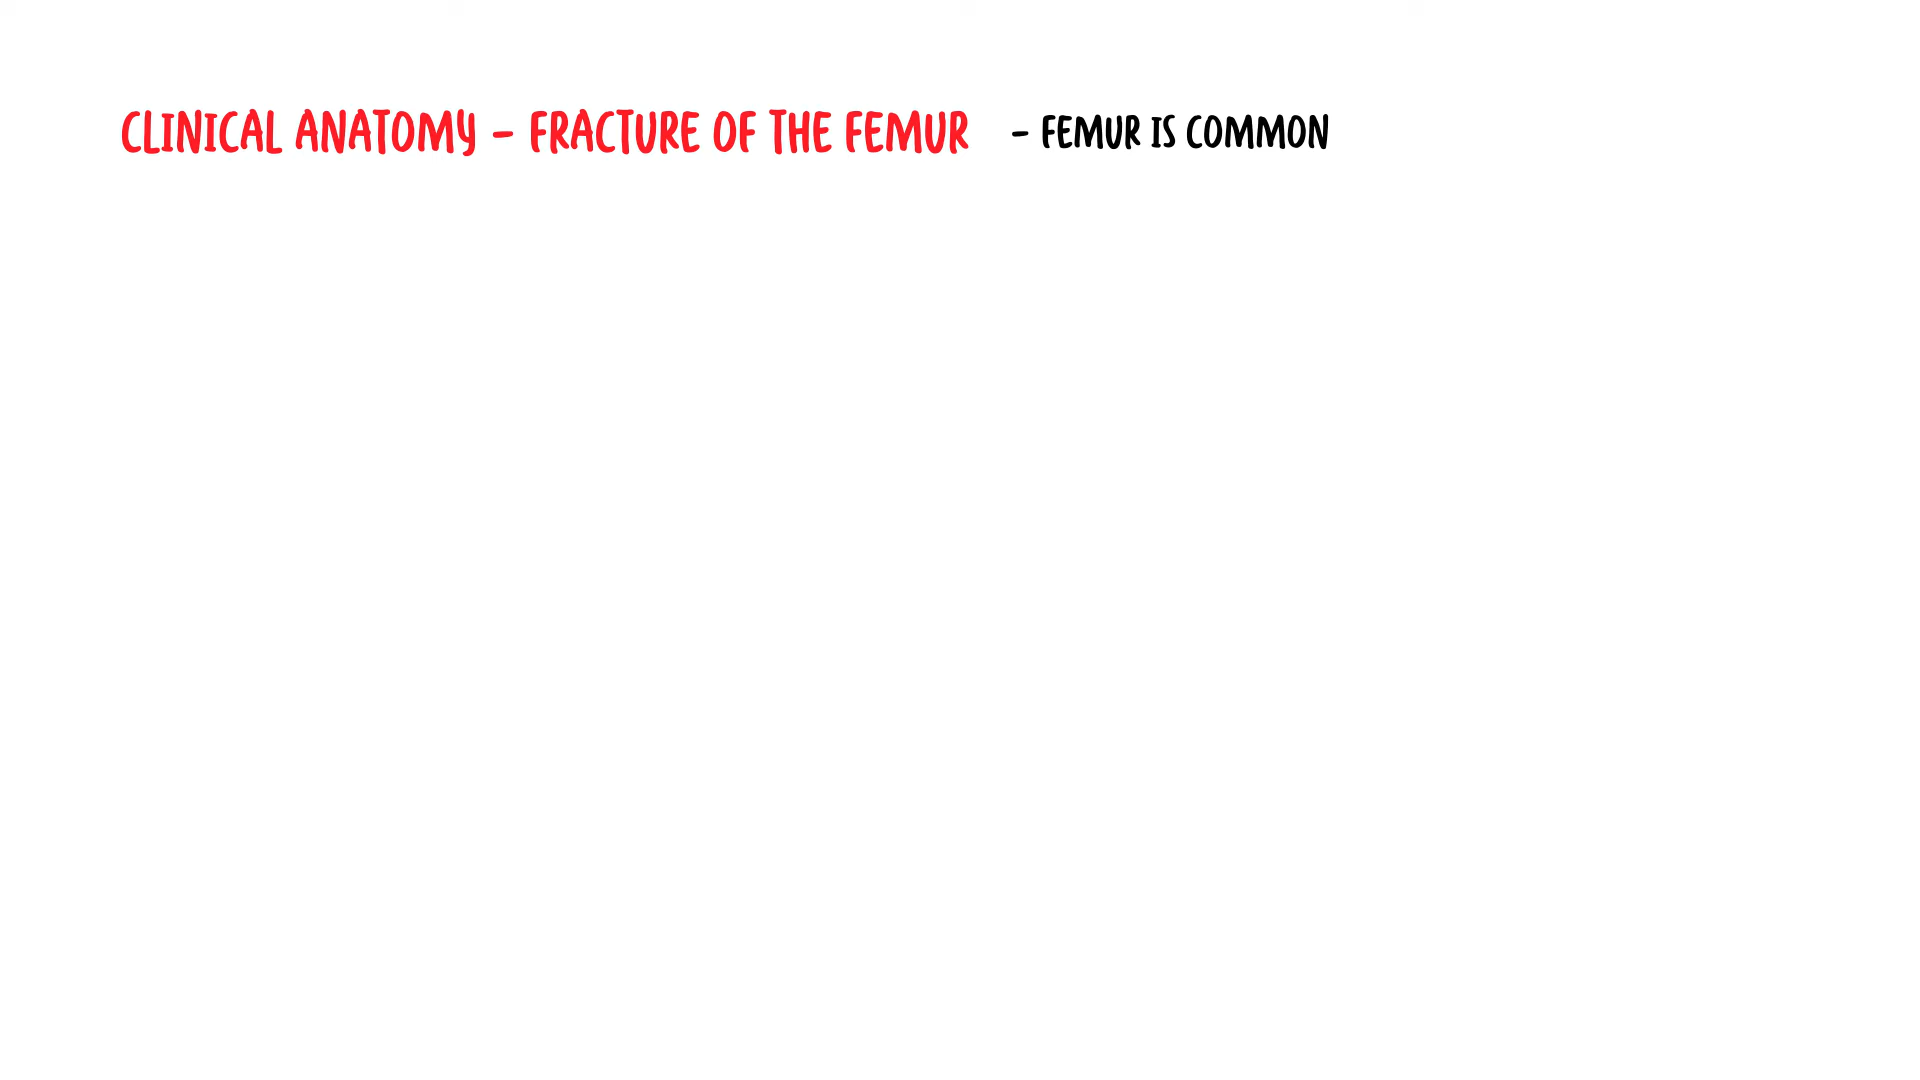 CLINICAL ANATOMY - FRACTURE OF THE FEMUR - FEMUR IS COMMON